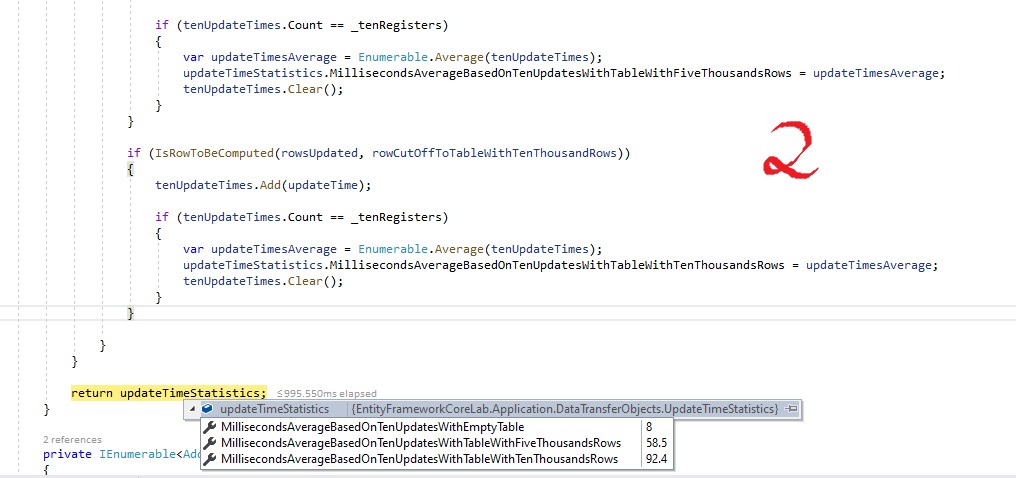 if (tenUpdateTimes.Count == _tenRegisters)
{
var updateTimesAverage = Enumerable.Average(tenUpdateTimes);
updateTimeStatistics.MillisecondsAverageBasedOnTenUpdatesWithTableWithFiveThousandsRows = updateTimesAverage;
tenUpdateTimes.Clear();
}
}
if (IsRowToBeComputed(rowsUpdated, rowCutOffToTableWithTenThousandRows))
{
tenUpdateTimes.Add(updateTime);
2
if (tenUpdateTimes.Count == _tenRegisters)
{
var updateTimesAverage = Enumerable.Average(tenUpdateTimes);
updateTimeStatistics.MillisecondsAverageBasedOnTenUpdatesWithTableWithTenThousandsRows = updateTimesAverage;
tenUpdateTimes.Clear();
}
}
}
}
return updateTimeStatistics; ≤995.550ms elapsed
}
updateTimeStatistics {EntityFrameworkCoreLab.Application.DataTransferObjects.UpdateTimeStatistics}
MillisecondsAverageBasedOnTenUpdatesWithEmptyTable 8
2 references
MillisecondsAverageBasedOnTenUpdatesWithTableWithFiveThousandsRows 58.5
private IEnumerable<Ad
MillisecondsAverageBasedOnTenUpdatesWithTableWithTenThousandsRows 92.4
{